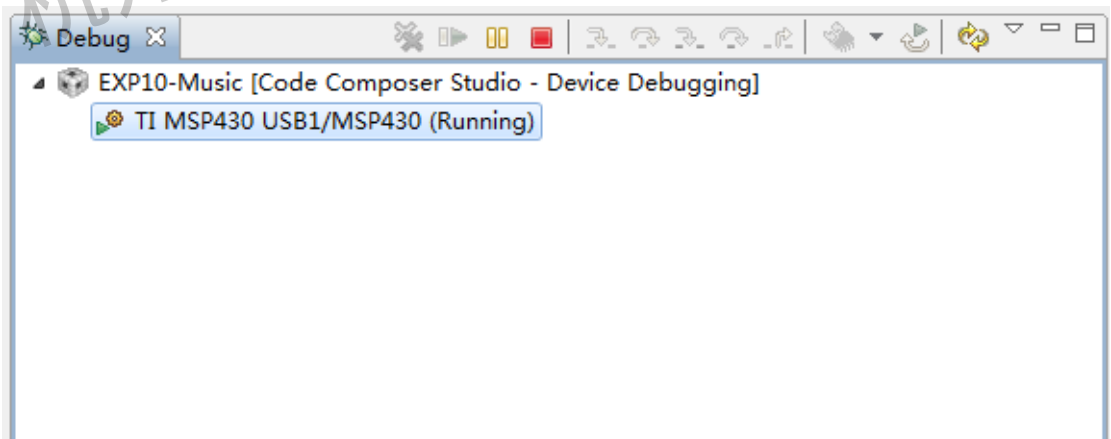 Debug
EXP10-Music [Code Composer Studio - Device Debugging]
TI MSP430 USB1/MSP430 (Running)